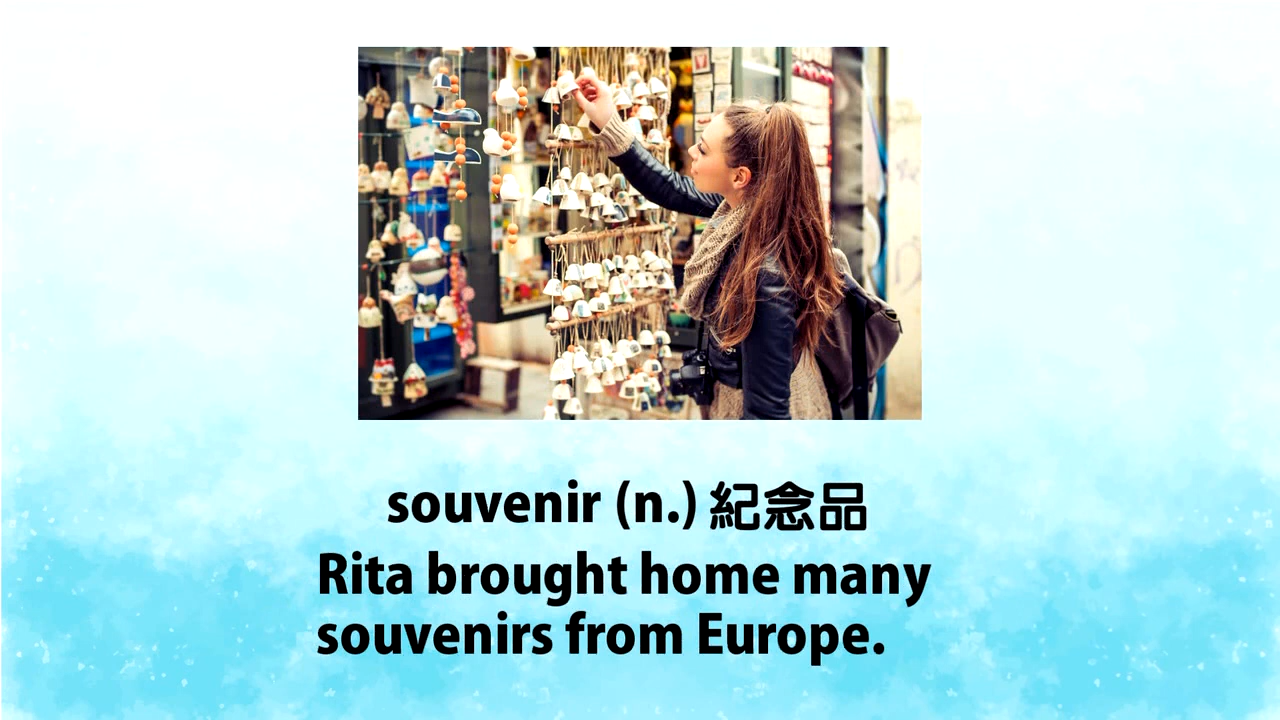 souvenir (n.) 紀念品
Rita brought home many
souvenirs from Europe.